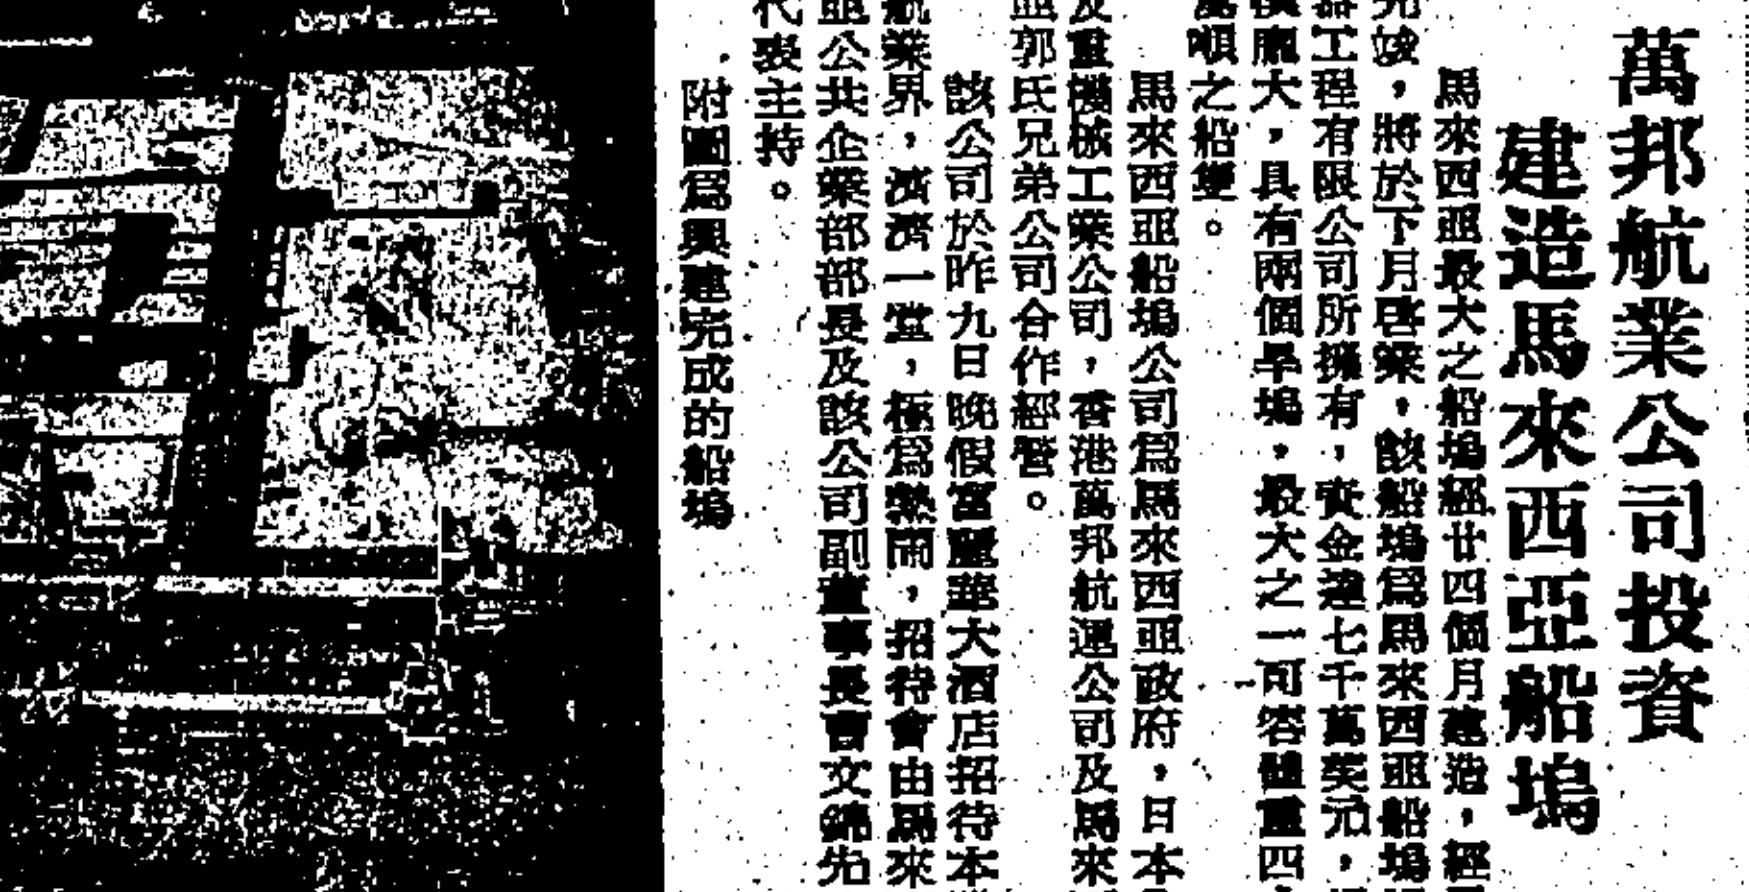 萬邦航業公司投資
建造馬來西亞船塢
馬來西亞最大之船塢經廿四個月建造，經
竣，將於下月啓業，該船塢爲馬來西亞船塢
工程有限公司所擁有，資金達七千萬美元，
龐大，具有兩個旱塢，最大之一可容體重四
萬噸之船隻。
馬來西亞船塢公司爲馬來西亞政府，日本
及重機械工業公司，香港萬邦航運公司及馬來
亞郭氏兄弟公司合作經營。
該公司於昨九日晚假富麗華大酒店招待本
航業界，濟濟一堂，極爲熱鬧，招待會由馬來
亞公共企業部部長及該公司副董事長曹文錦先
代表主持。
附圖爲興建完成的船塢